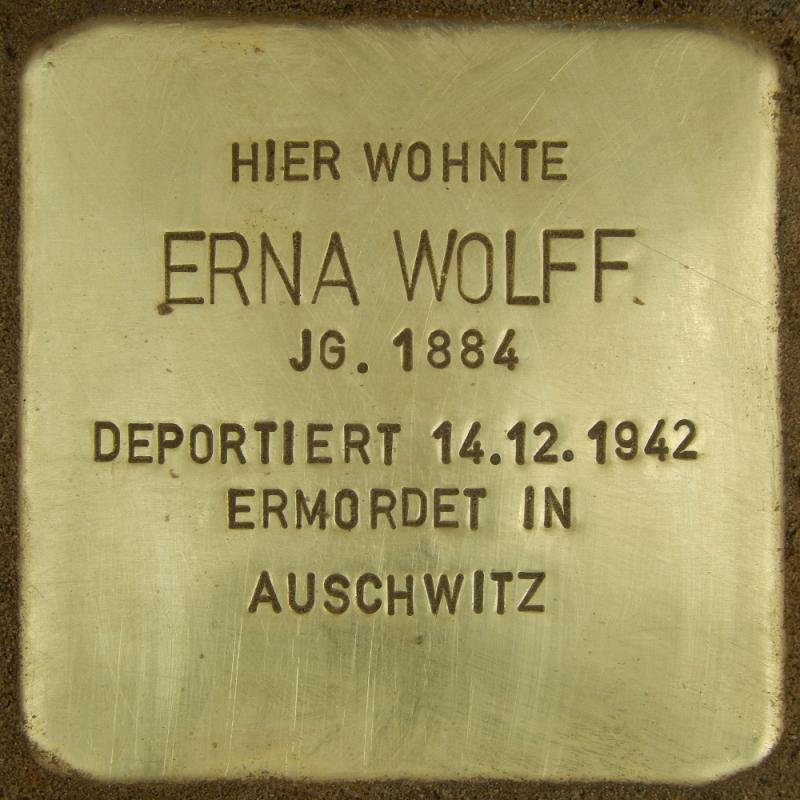 HIER WOHNTE
ERNA WOLFF
JG. 1884
DEPORTIERT 14.12.1942
ERMORDET IN
AUSCHWITZ